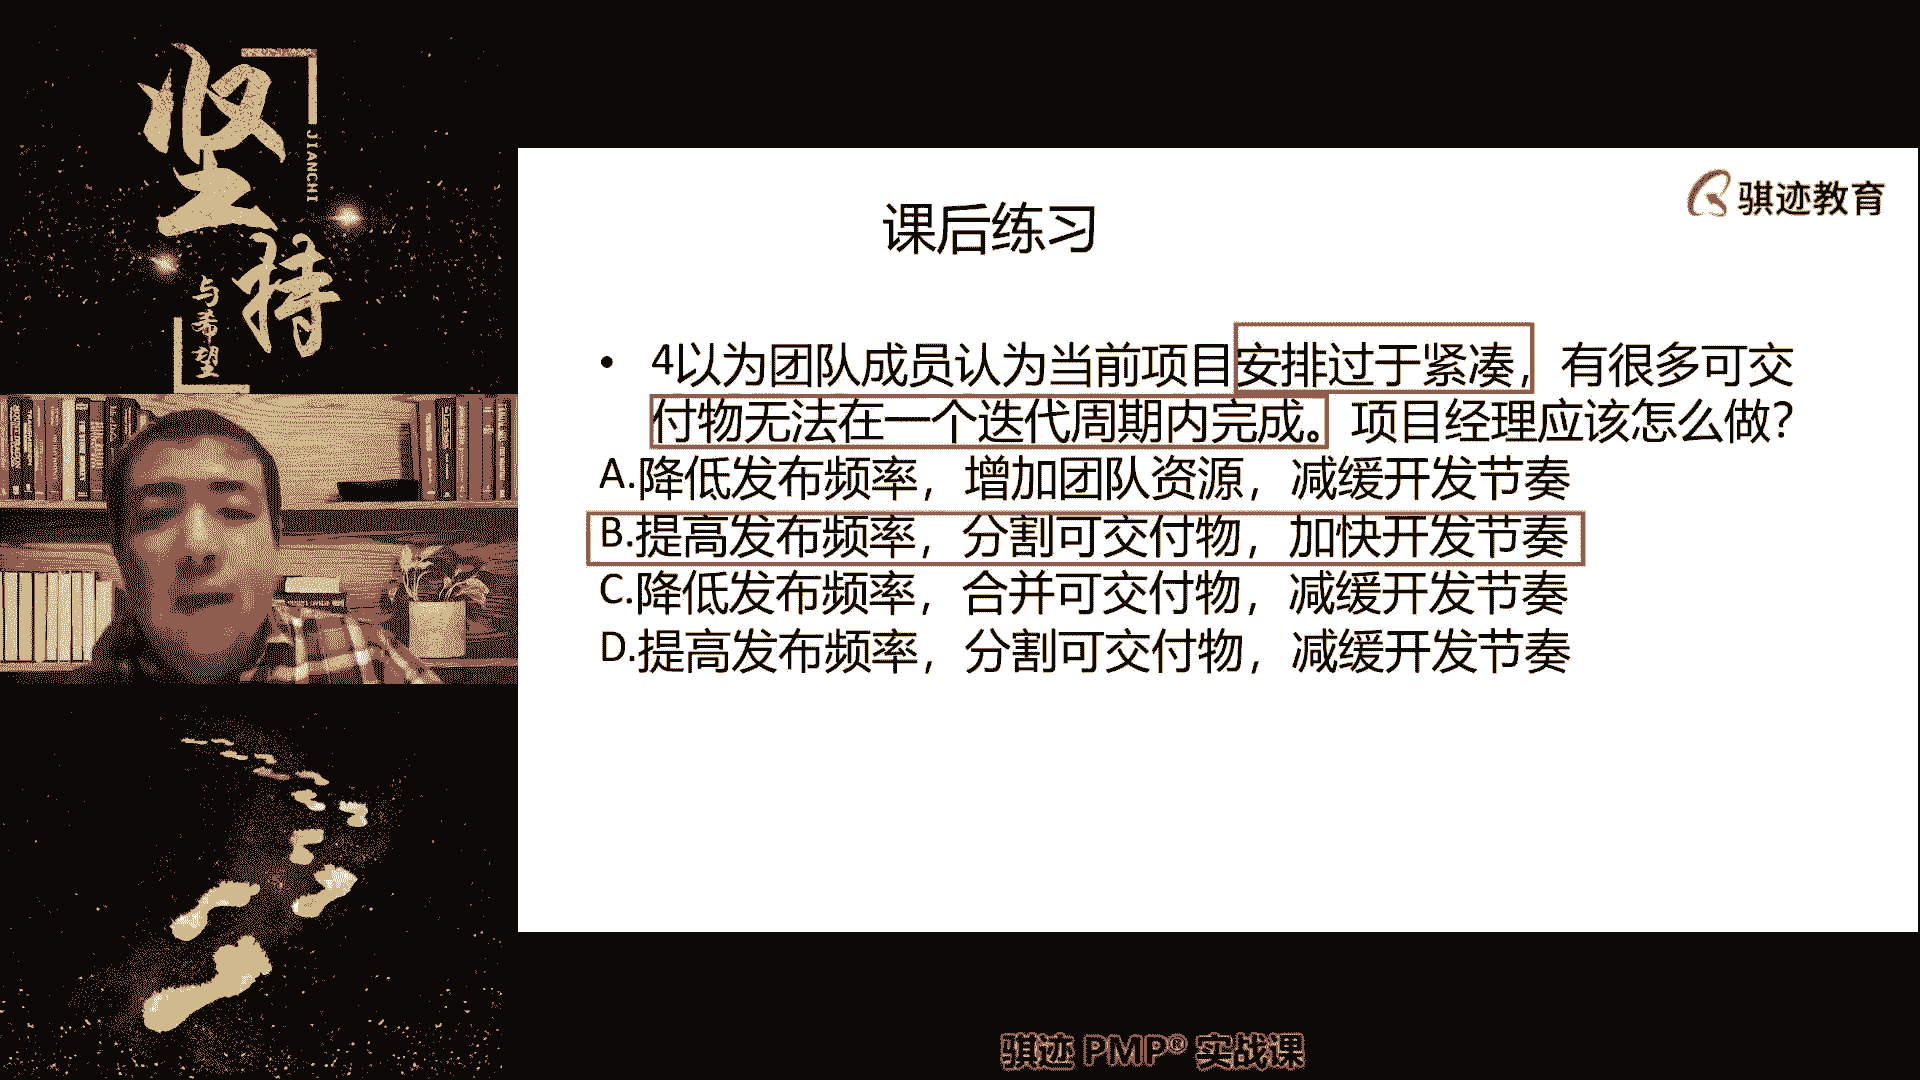 坚持
JIANCHI
与希望
骐迹教育
课后练习
• 4以为团队成员认为当前项目安排过于紧凑，有很多可交
付物无法在一个迭代周期内完成。项目经理应该怎么做？
A.降低发布频率，增加团队资源，减缓开发节奏
B.提高发布频率，分割可交付物，加快开发节奏
C.降低发布频率，合并可交付物，减缓开发节奏
D.提高发布频率，分割可交付物，减缓开发节奏
骐迹 PMP® 实战课